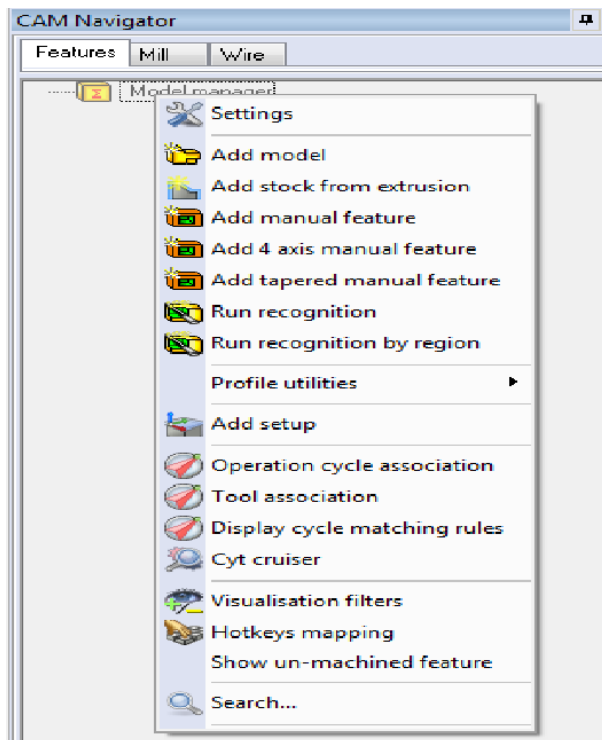 CAM Navigator
Features Mill Wire
Model manager
Settings
Add model
Add stock from extrusion
Add manual feature
Add 4 axis manual feature
Add tapered manual feature
Run recognition
Run recognition by region
Profile utilities
Add setup
Operation cycle association
Tool association
Display cycle matching rules
Cyt cruiser
Visualisation filters
Hotkeys mapping
Show un-machined feature
Search...